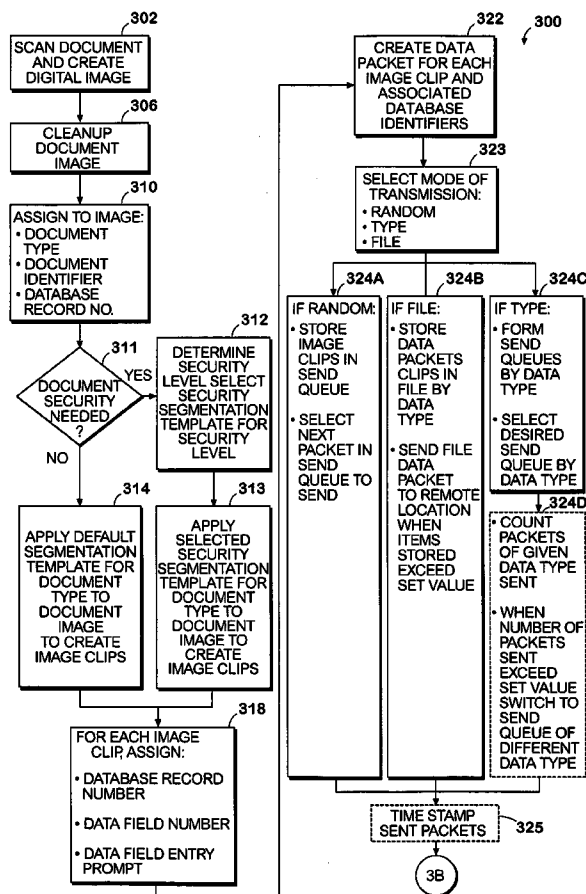 302
SCAN DOCUMENT
AND CREATE
DIGITAL IMAGE
306
CLEANUP
DOCUMENT
IMAGE
310
ASSIGN TO IMAGE:
• DOCUMENT
TYPE
• DOCUMENT
IDENTIFIER
• DATABASE
RECORD NO.
311
DOCUMENT
SECURITY
NEEDED
?
YES
NO
312
DETERMINE
SECURITY
LEVEL SELECT
SECURITY
SEGMENTATION
TEMPLATE FOR
SECURITY
LEVEL
314
APPLY DEFAULT
SEGMENTATION
TEMPLATE FOR
DOCUMENT
TYPE TO
DOCUMENT
IMAGE
TO CREATE
IMAGE CLIPS
313
APPLY
SELECTED
SECURITY
SEGMENTATION
TEMPLATE FOR
DOCUMENT
TYPE TO
DOCUMENT
IMAGE TO
CREATE
IMAGE CLIPS
318
FOR EACH IMAGE
CLIP, ASSIGN:
• DATABASE RECORD
NUMBER
• DATA FIELD NUMBER
• DATA FIELD ENTRY
PROMPT
300
322
CREATE DATA
PACKET FOR EACH
IMAGE CLIP AND
ASSOCIATED
DATABASE
IDENTIFIERS
323
SELECT MODE OF
TRANSMISSION:
• RANDOM
• TYPE
• FILE
324A
IF RANDOM:
• STORE
IMAGE
CLIPS IN
SEND
QUEUE
• SELECT
NEXT
PACKET IN
SEND
QUEUE TO
SEND
324B
IF FILE:
• STORE
DATA
PACKETS
CLIPS IN
FILE BY
DATA
TYPE
• SEND FILE
DATA
PACKET
TO REMOTE
LOCATION
WHEN
ITEMS
STORED
EXCEED
SET VALUE
324C
IF TYPE:
• FORM
SEND
QUEUES
BY DATA
TYPE
• SELECT
DESIRED
SEND
QUEUE BY
DATA TYPE
324D
• COUNT
PACKETS
OF GIVEN
DATA TYPE
SENT
• WHEN
NUMBER OF
PACKETS
SENT
EXCEED
SET VALUE
SWITCH TO
SEND
QUEUE OF
DIFFERENT
DATA TYPE
TIME STAMP
SENT PACKETS
325
3B